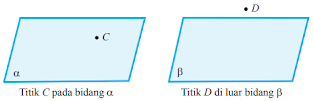 C
α
Titik C pada bidang α
D
β
Titik D di luar bidang β